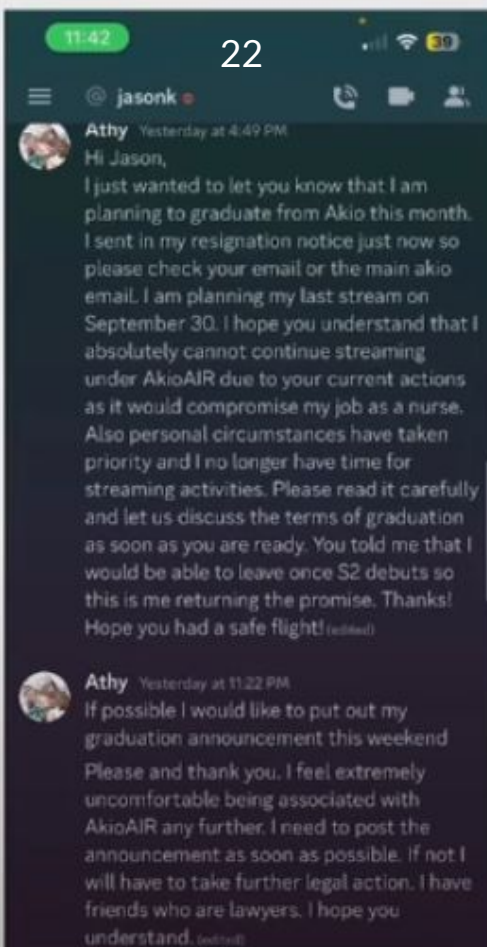 11:42
22
39
@ jasonk
Athy Yesterday at 4:49 PM
Hi Jason,
I just wanted to let you know that I am
planning to graduate from Akio this month.
I sent in my resignation notice just now so
please check your email or the main akio
email. I am planning my last stream on
September 30. I hope you understand that I
absolutely cannot continue streaming
under AkioAIR due to your current actions
as it would compromise my job as a nurse.
Also personal circumstances have taken
priority and I no longer have time for
streaming activities. Please read it carefully
and let us discuss the terms of graduation
as soon as you are ready. You told me that I
would be able to leave once S2 debuts so
this is me returning the promise. Thanks!
Hope you had a safe flight! (edited)
Athy Yesterday at 11:22 PM
If possible I would like to put out my
graduation announcement this weekend
Please and thank you. I feel extremely
uncomfortable being associated with
AkioAIR any further. I need to post the
announcement as soon as possible. If not I
will have to take further legal action. I have
friends who are lawyers. I hope you
understand. (edited)